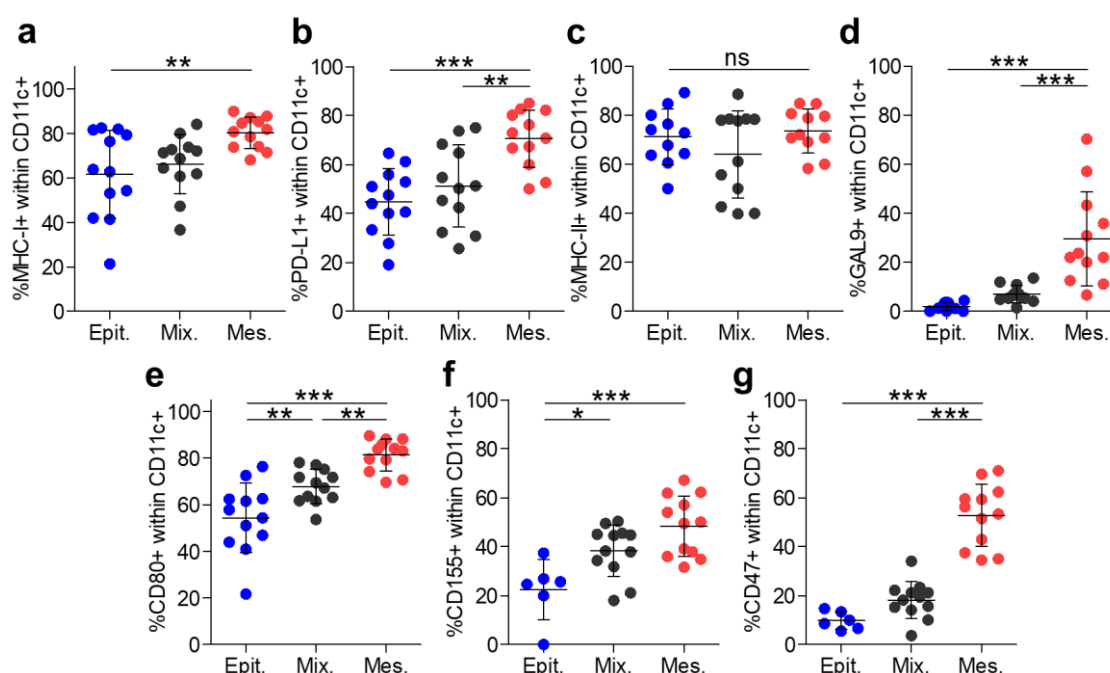 a
%MHC-I+ within CD11c+
100
80
60
40
20
0
**
Epit. Mix. Mes.
b
%PD-L1+ within CD11c+
100
80
60
40
20
0
***
**
Epit. Mix. Mes.
c
%MHC-II+ within CD11c+
100
80
60
40
20
0
ns
Epit. Mix. Mes.
d
%GAL9+ within CD11c+
100
80
60
40
20
0
***
***
Epit. Mix. Mes.
e
%CD80+ within CD11c+
100
80
60
40
20
0
***
** **
Epit. Mix. Mes.
f
%CD155+ within CD11c+
100
80
60
40
20
0
***
*
Epit. Mix. Mes.
g
%CD47+ within CD11c+
100
80
60
40
20
0
***
***
Epit. Mix. Mes.